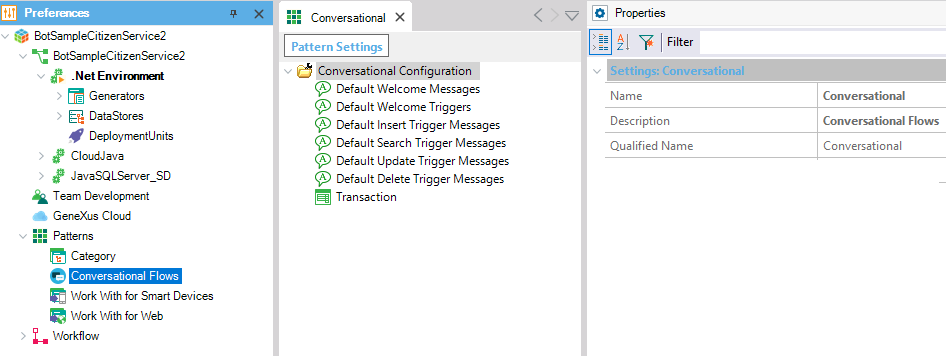 Preferences
BotSampleCitizenService2
BotSampleCitizenService2
.Net Environment
Generators
DataStores
DeploymentUnits
CloudJava
JavaSQLServer_SD
Team Development
GeneXus Cloud
Patterns
Category
Conversational Flows
Work With for Smart Devices
Work With for Web
Workflow
Conversational
Pattern Settings
Conversational Configuration
Default Welcome Messages
Default Welcome Triggers
Default Insert Trigger Messages
Default Search Trigger Messages
Default Update Trigger Messages
Default Delete Trigger Messages
Transaction
Properties
Filter
Settings: Conversational
Name Conversational
Description Conversational Flows
Qualified Name Conversational